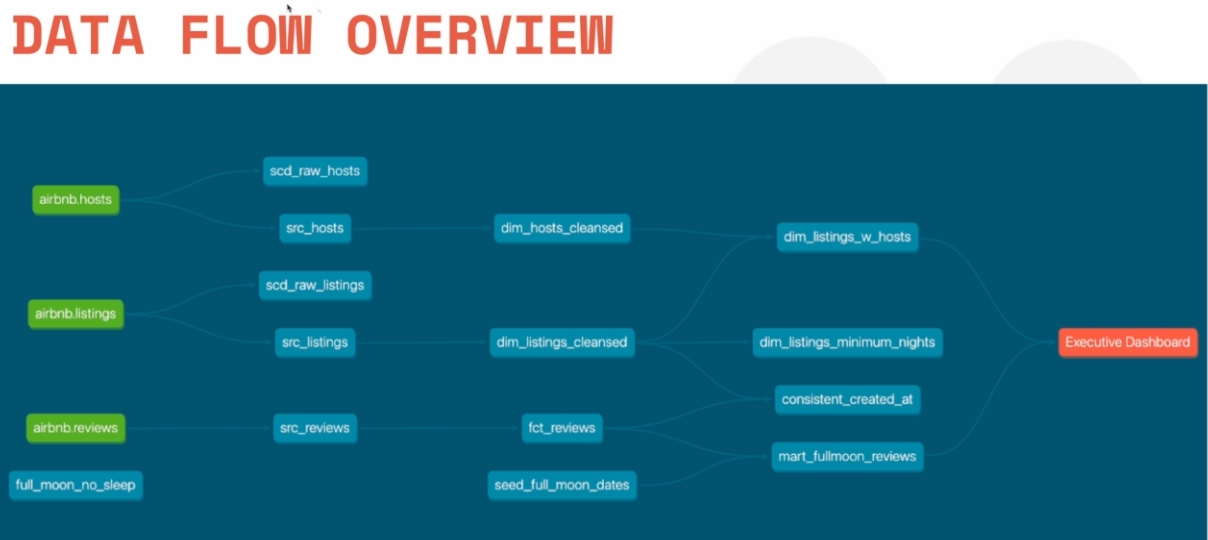 DATA FLOW OVERVIEW
scd_raw_hosts
airbnb.hosts
src_hosts
dim_hosts_cleansed
dim_listings_w_hosts
scd_raw_listings
airbnb.listings
src_listings
dim_listings_cleansed
dim_listings_minimum_nights
Executive Dashboard
consistent_created_at
airbnb.reviews
src_reviews
fct_reviews
mart_fullmoon_reviews
full_moon_no_sleep
seed_full_moon_dates